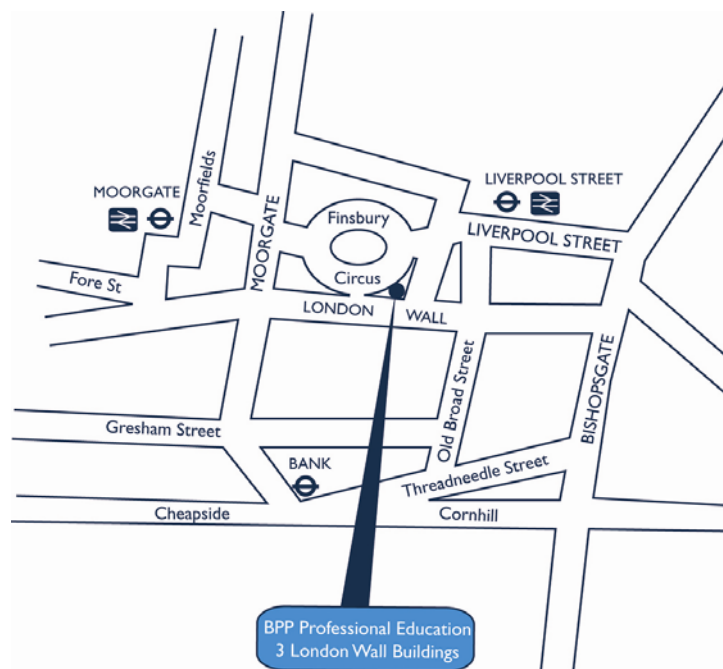 Moorfields
MOORGATE
LIVERPOOL STREET
Finsbury
MOORGATE
LIVERPOOL STREET
Fore St
Circus
LONDON WALL
Old Broad Street
BISHOPSGATE
Gresham Street
BANK
Threadneedle Street
Cheapside
Cornhill
BPP Professional Education
3 London Wall Buildings